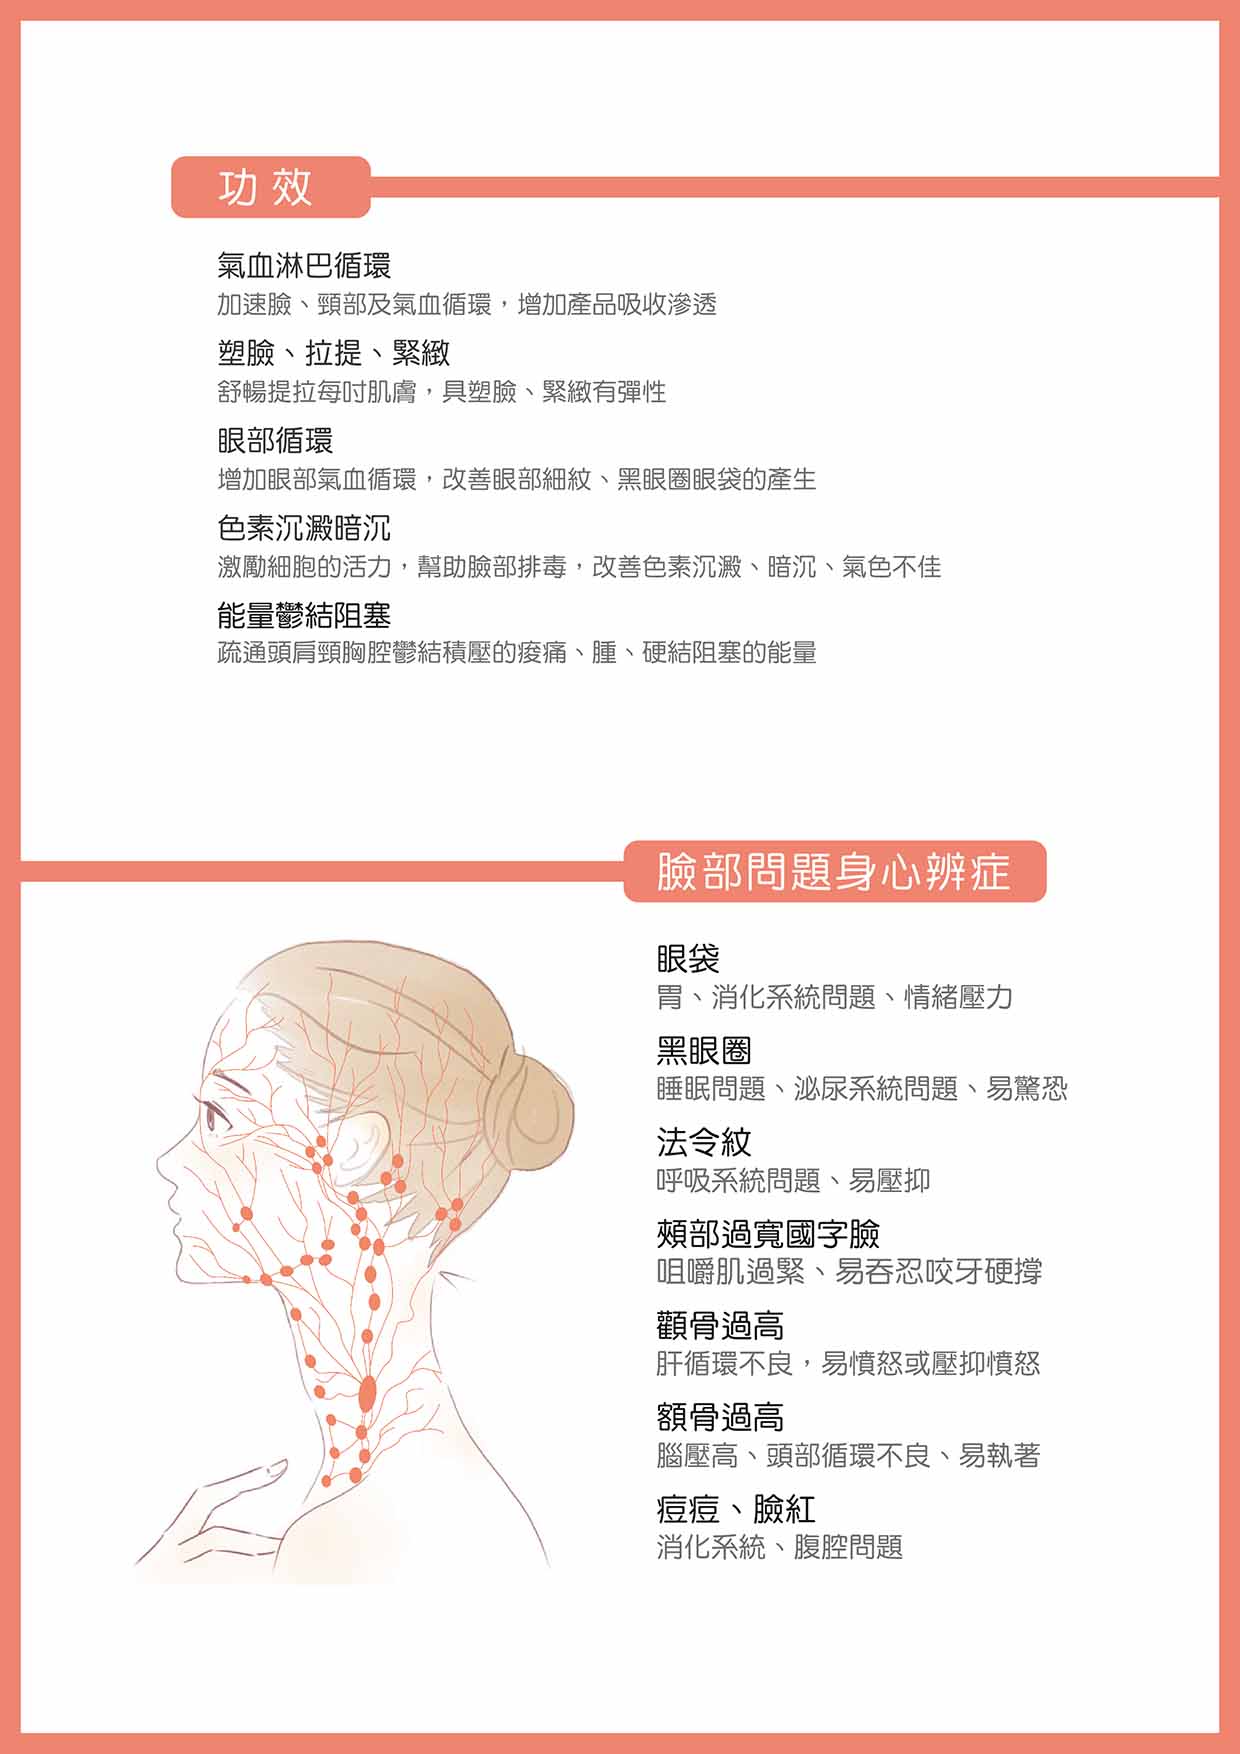 功效
氣血淋巴循環
加速臉、頸部及氣血循環，增加產品吸收滲透
塑臉、拉提、緊緻
舒暢提拉每吋肌膚，具塑臉、緊緻有彈性
眼部循環
增加眼部氣血循環，改善眼部細紋、黑眼圈眼袋的產生
色素沉澱暗沉
激勵細胞的活力，幫助臉部排毒，改善色素沉澱、暗沉、氣色不佳
能量鬱結阻塞
疏通頭肩頸胸腔鬱結積壓的痠痛、腫、硬結阻塞的能量
臉部問題身心辨症
眼袋
胃、消化系統問題、情緒壓力
黑眼圈
睡眠問題、泌尿系統問題、易驚恐
法令紋
呼吸系統問題、易壓抑
頰部過寬國字臉
咀嚼肌過緊、易吞忍咬牙硬撐
顴骨過高
肝循環不良，易憤怒或壓抑憤怒
額骨過高
腦壓高、頭部循環不良、易執著
痘痘、臉紅
消化系統、腹腔問題